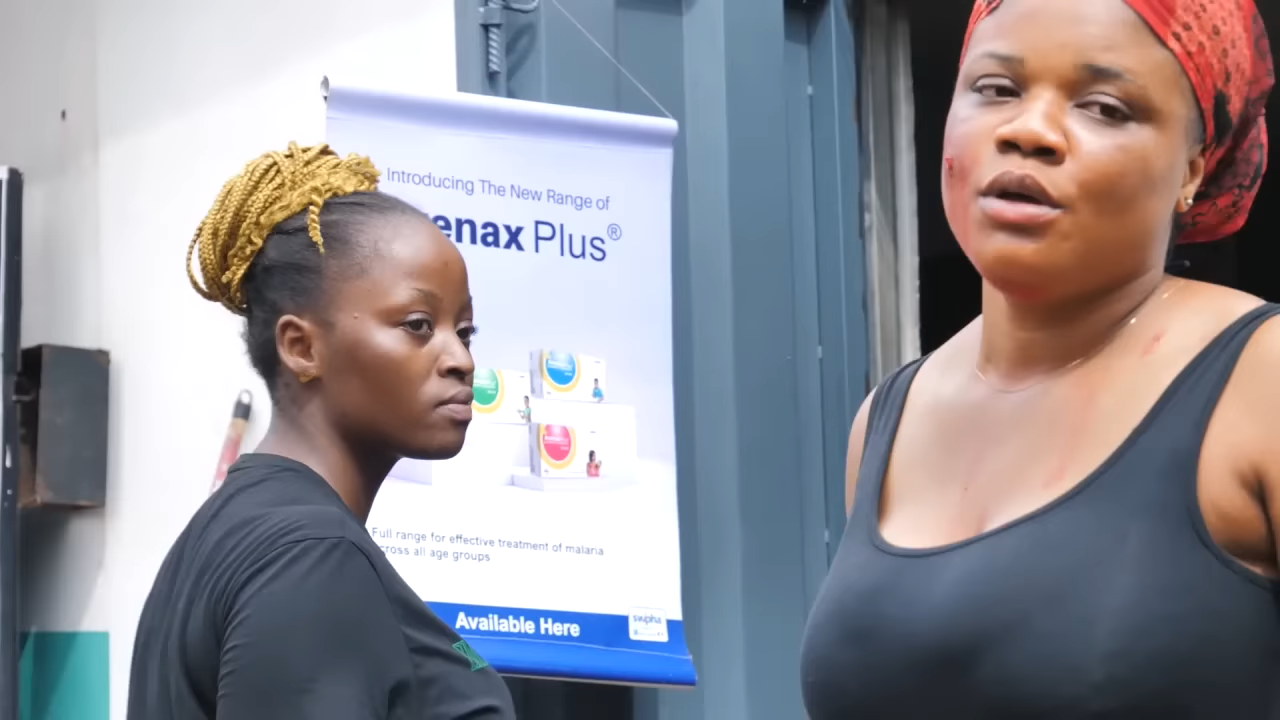 Introducing The New Range of
enax Plus®
Full range for effective treatment of malaria
cross all age groups
Available Here
swipha